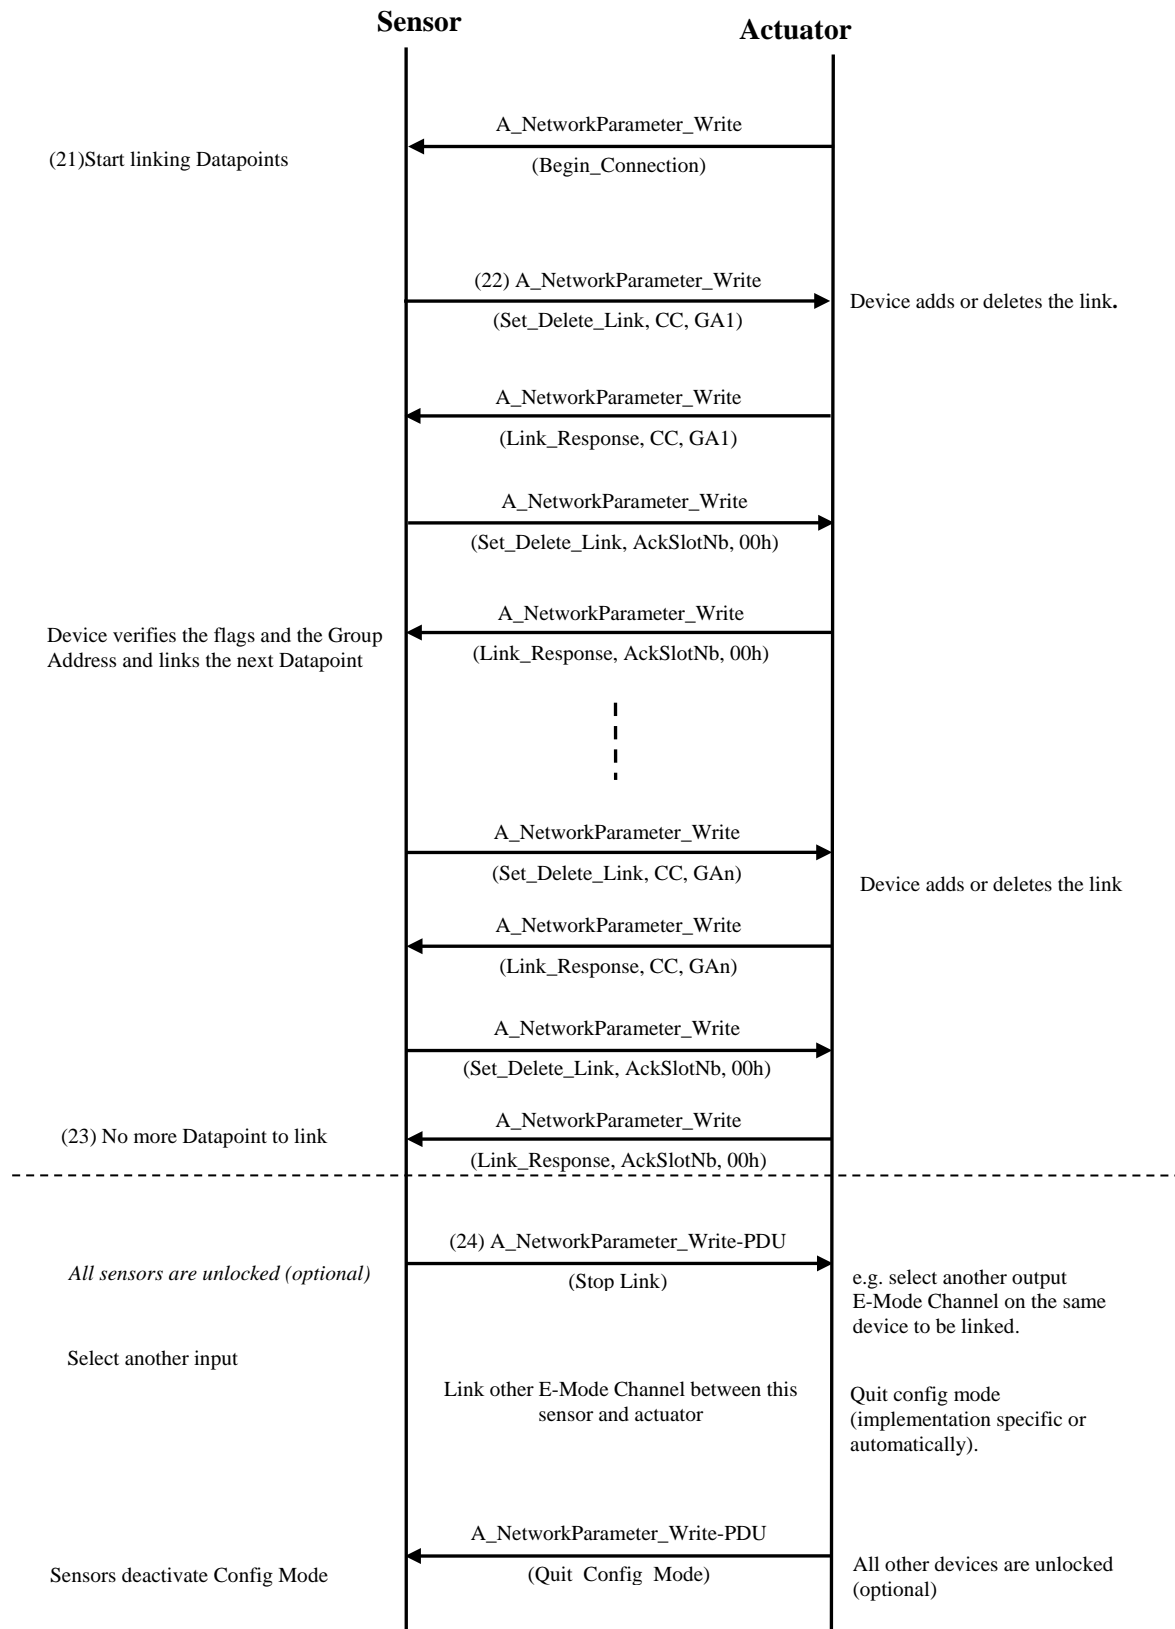 Sensor
Actuator
A_NetworkParameter_Write
(21)Start linking Datapoints
(Begin_Connection)
(22) A_NetworkParameter_Write
Device adds or deletes the link.
(Set_Delete_Link, CC, GA1)
A_NetworkParameter_Write
(Link_Response, CC, GA1)
A_NetworkParameter_Write
(Set_Delete_Link, AckSlotNb, 00h)
A_NetworkParameter_Write
Device verifies the flags and the Group
Address and links the next Datapoint
(Link_Response, AckSlotNb, 00h)
A_NetworkParameter_Write
(Set_Delete_Link, CC, GAn)
Device adds or deletes the link
A_NetworkParameter_Write
(Link_Response, CC, GAn)
A_NetworkParameter_Write
(Set_Delete_Link, AckSlotNb, 00h)
A_NetworkParameter_Write
(23) No more Datapoint to link
(Link_Response, AckSlotNb, 00h)
(24) A_NetworkParameter_Write-PDU
All sensors are unlocked (optional)
(Stop Link)
e.g. select another output
E-Mode Channel on the same
device to be linked.
Select another input
Link other E-Mode Channel between this
sensor and actuator
Quit config mode
(implementation specific or
automatically).
A_NetworkParameter_Write-PDU
Sensors deactivate Config Mode
(Quit_Config_Mode)
All other devices are unlocked
(optional)